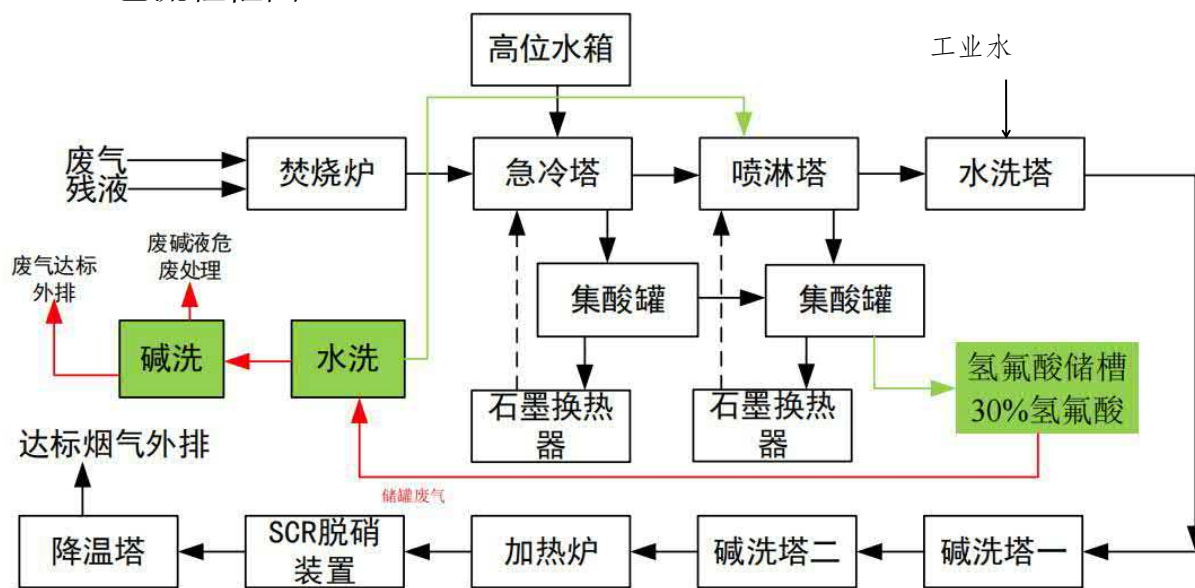 高位水箱
工业水
废气
残液
焚烧炉
急冷塔
喷淋塔
水洗塔
废碱液危
废处理
废气达标
外排
集酸罐
集酸罐
碱洗
水洗
氢氟酸储槽
30%氢氟酸
石墨换热
器
石墨换热
器
达标烟气外排
储罐废气
降温塔
SCR脱硝
装置
加热炉
碱洗塔二
碱洗塔一